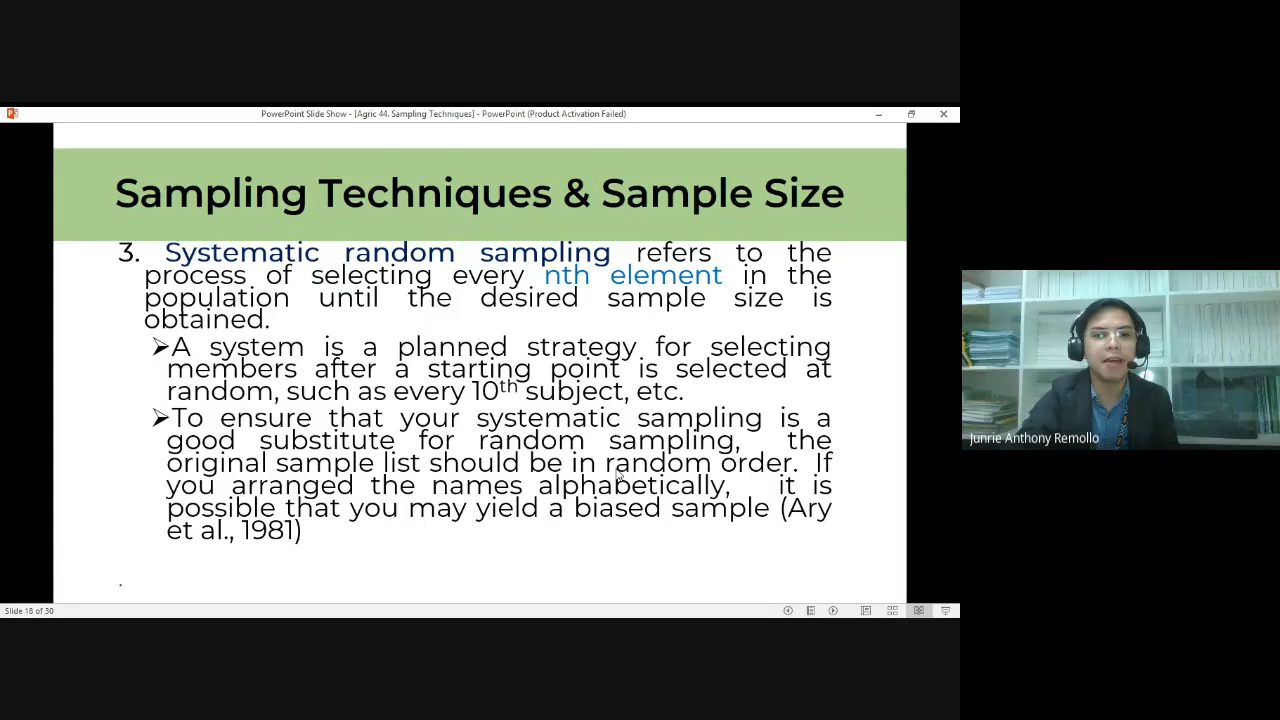 PowerPoint Slide Show - [Agric 44. Sampling Techniques] - PowerPoint (Product Activation Failed)
Sampling Techniques & Sample Size
3. Systematic random sampling refers to the
process of selecting every nth element in the
population until the desired sample size is
obtained.
➢A system is a planned strategy for selecting
members after a starting point is selected at
random, such as every 10th subject, etc.
➢To ensure that your systematic sampling is a
good substitute for random sampling, the
original sample list should be in random order. If
you arranged the names alphabetically, it is
possible that you may yield a biased sample (Ary
et al., 1981)
.
Slide 18 of 30
Junrie Anthony Remollo